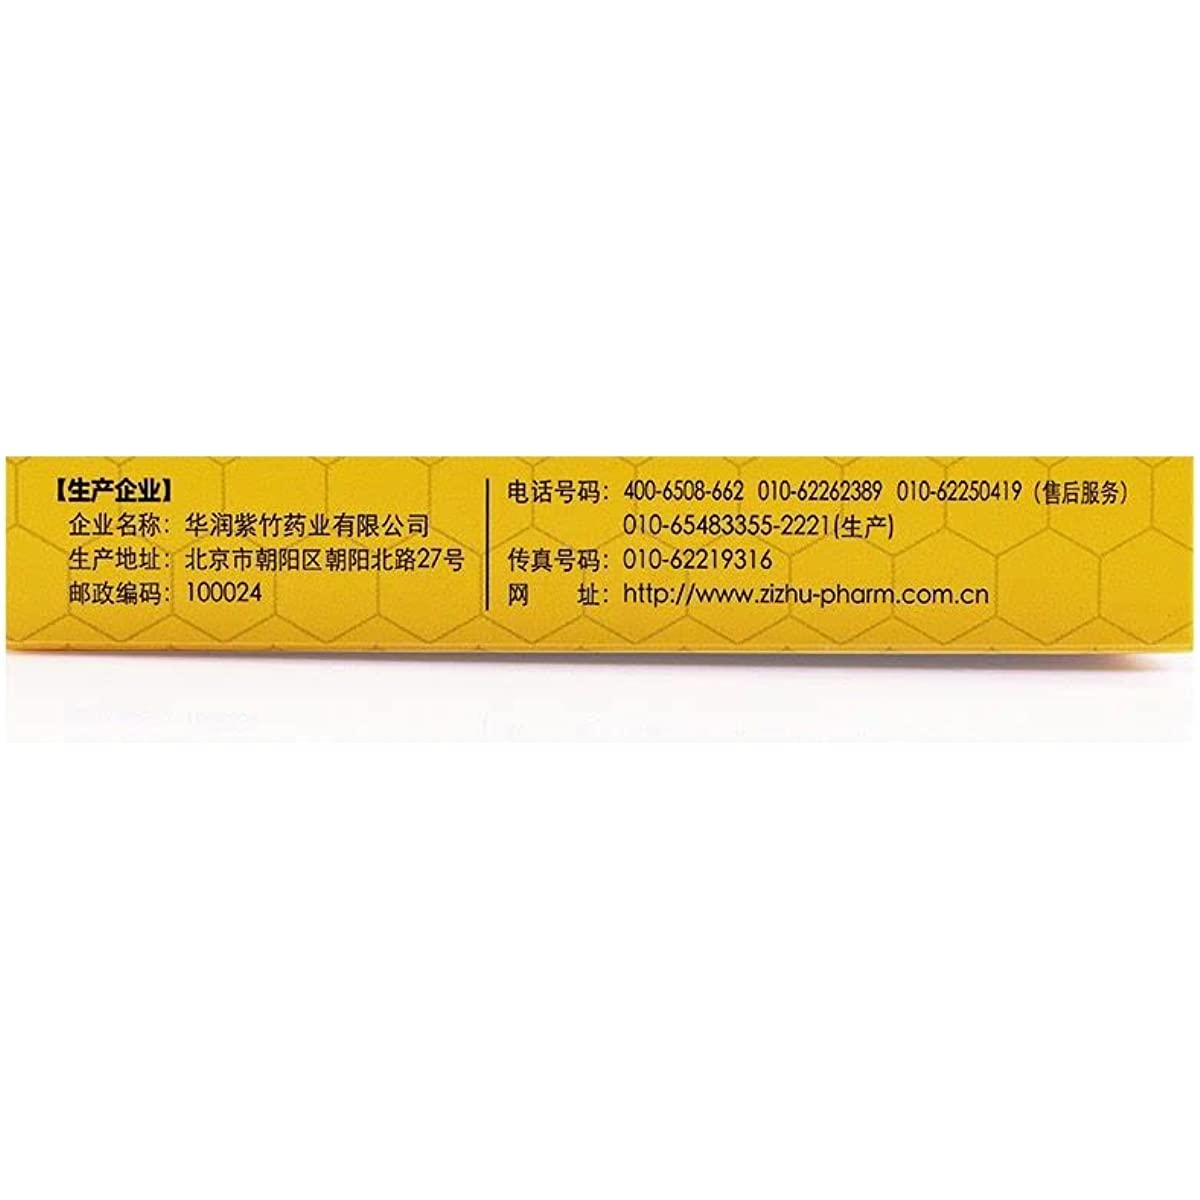 【生产企业】
企业名称：华润紫竹药业有限公司
生产地址：北京市朝阳区朝阳北路27号
邮政编码：100024
电话号码：400-6508-662 010-62262389 010-62250419（售后服务）
010-65483355-2221(生产)
传真号码：010-62219316
网 址：http://www.zizhu-pharm.com.cn